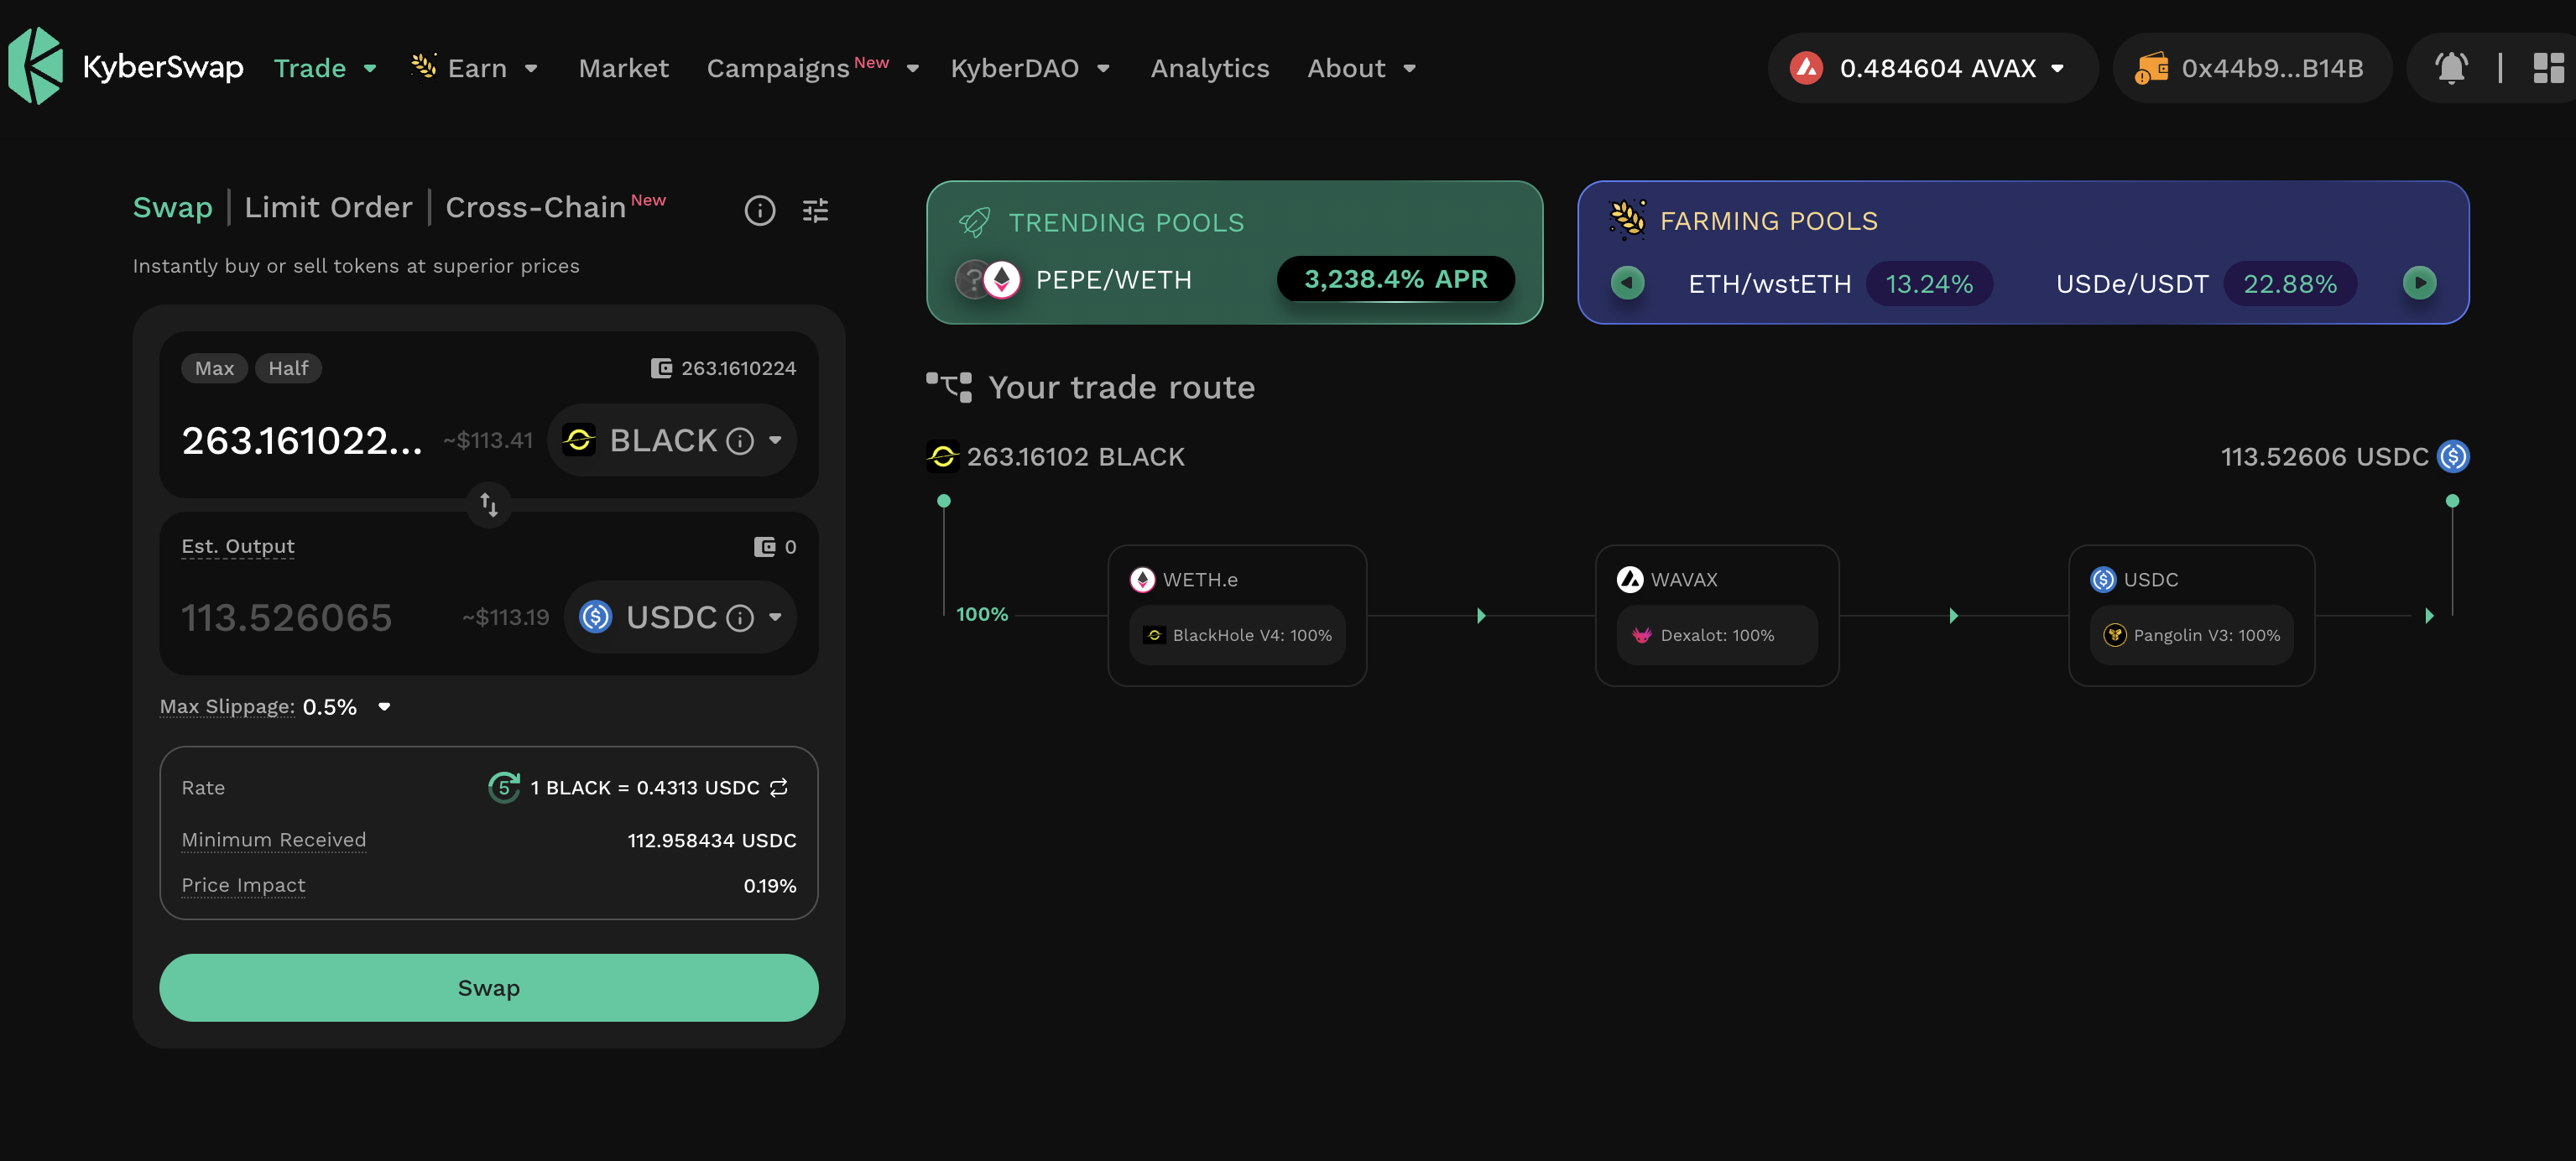 KyberSwap Trade Earn Market Campaigns New KyberDAO Analytics About 0.484604 AVAX 0x44b9...B14B
Swap | Limit Order | Cross-Chain New
Instantly buy or sell tokens at superior prices
Max Half 263.1610224
263.161022... ~$113.41 BLACK
Est. Output 0
113.526065 ~$113.19 USDC
Max Slippage: 0.5%
Rate 5 1 BLACK = 0.4313 USDC
Minimum Received 112.958434 USDC
Price Impact 0.19%
Swap
TRENDING POOLS
PEPE/WETH 3,238.4% APR
FARMING POOLS
ETH/wstETH 13.24% USDe/USDT 22.88%
Your trade route
263.16102 BLACK 113.52606 USDC
100%
WETH.e
BlackHole V4: 100%
WAVAX
Dexalot: 100%
USDC
Pangolin V3: 100%